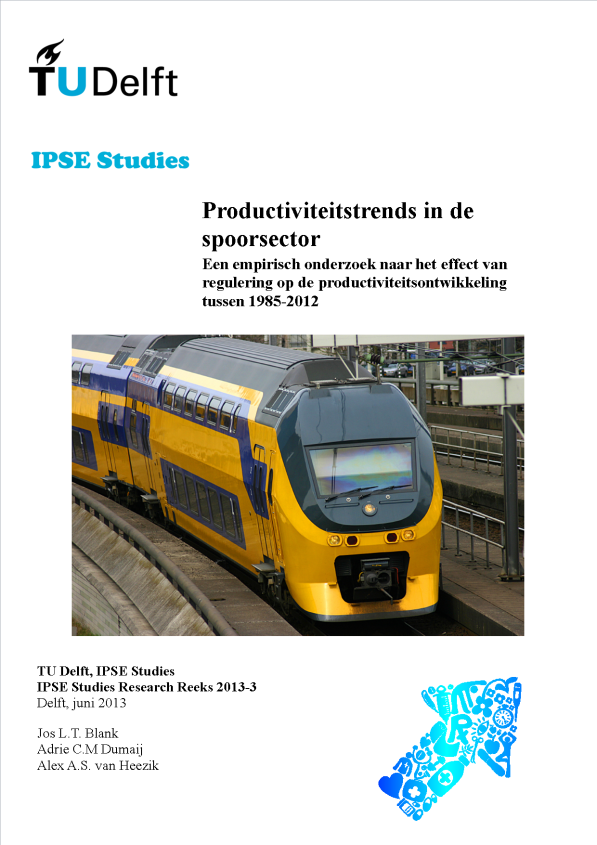 TU Delft
IPSE Studies
Productiviteitstrends in de
spoorsector
Een empirisch onderzoek naar het effect van
regulering op de productiviteitsontwikkeling
tussen 1985-2012
TU Delft, IPSE Studies
IPSE Studies Research Reeks 2013-3
Delft, juni 2013
Jos L.T. Blank
Adrie C.M Dumaij
Alex A.S. van Heezik